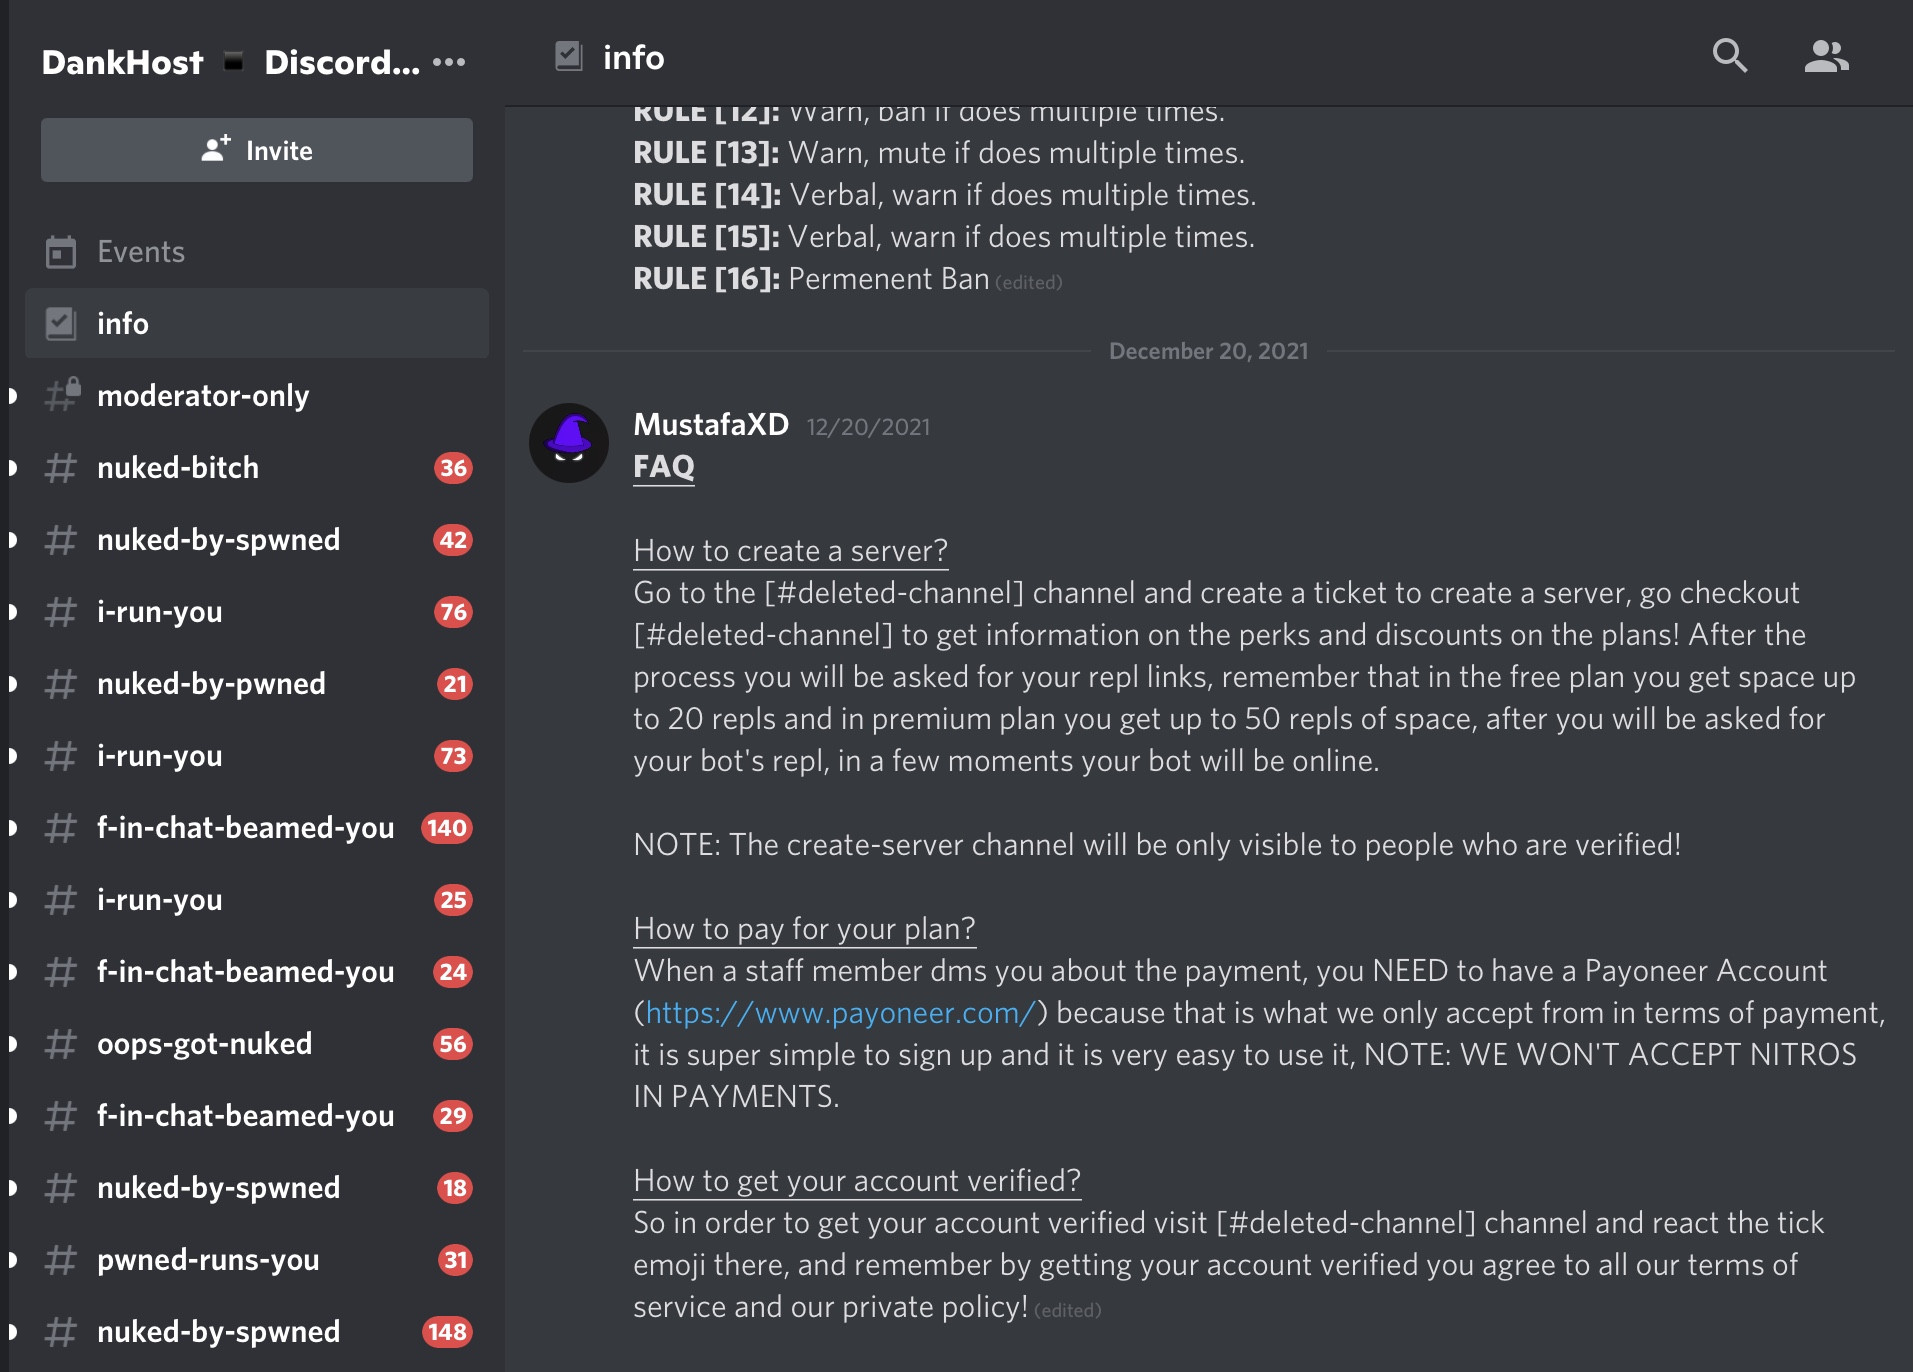 DankHost ▪ Discord...
Invite
Events
info
moderator-only
nuked-bitch 36
nuked-by-spwned 42
i-run-you 76
nuked-by-pwned 21
i-run-you 73
f-in-chat-beamed-you 140
i-run-you 25
f-in-chat-beamed-you 24
oops-got-nuked 56
f-in-chat-beamed-you 29
nuked-by-spwned 18
pwned-runs-you 31
nuked-by-spwned 148
info
RULE [12]: Warn, ban if does multiple times.
RULE [13]: Warn, mute if does multiple times.
RULE [14]: Verbal, warn if does multiple times.
RULE [15]: Verbal, warn if does multiple times.
RULE [16]: Permenent Ban (edited)
December 20, 2021
MustafaXD 12/20/2021
FAQ
How to create a server?
Go to the [#deleted-channel] channel and create a ticket to create a server, go checkout
[#deleted-channel] to get information on the perks and discounts on the plans! After the
process you will be asked for your repl links, remember that in the free plan you get space up
to 20 repls and in premium plan you get up to 50 repls of space, after you will be asked for
your bot's repl, in a few moments your bot will be online.
NOTE: The create-server channel will be only visible to people who are verified!
How to pay for your plan?
When a staff member dms you about the payment, you NEED to have a Payoneer Account
(https://www.payoneer.com/) because that is what we only accept from in terms of payment,
it is super simple to sign up and it is very easy to use it, NOTE: WE WON'T ACCEPT NITROS
IN PAYMENTS.
How to get your account verified?
So in order to get your account verified visit [#deleted-channel] channel and react the tick
emoji there, and remember by getting your account verified you agree to all our terms of
service and our private policy! (edited)